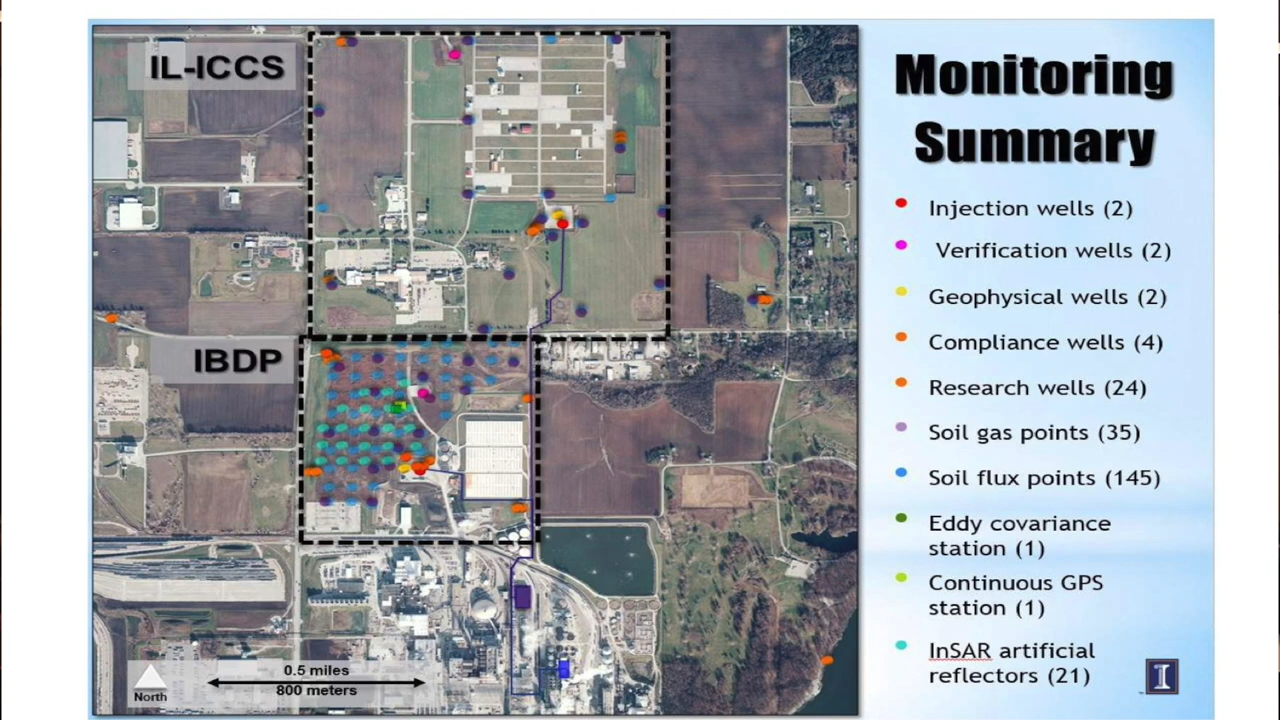 IL-ICCS
IBDP
0.5 miles
800 meters
North
Monitoring
Summary
Injection wells (2)
Verification wells (2)
Geophysical wells (2)
Compliance wells (4)
Research wells (24)
Soil gas points (35)
Soil flux points (145)
Eddy covariance
station (1)
Continuous GPS
station (1)
InSAR artificial
reflectors (21)
I